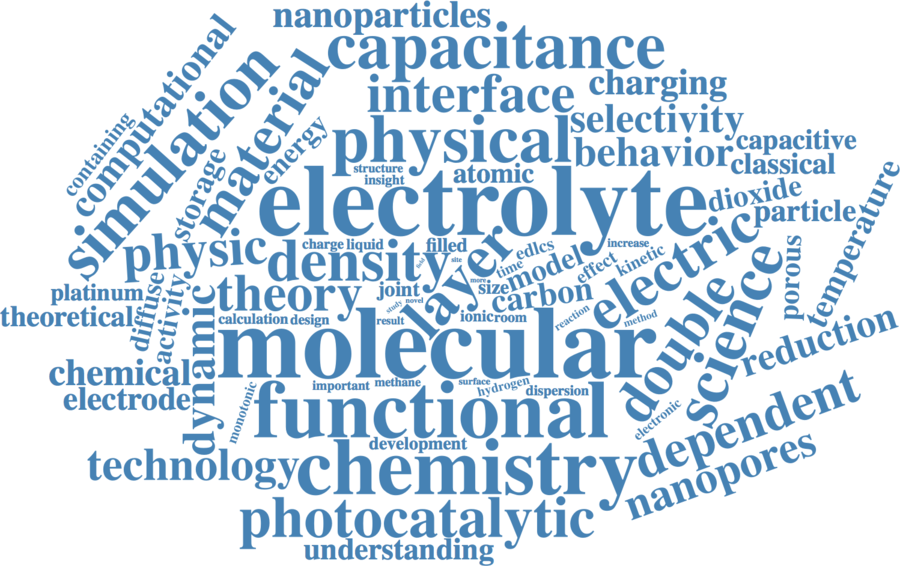 nanoparticles
capacitance
computational
simulation
material
containing
storage
energy
interface
charging
physical
selectivity
behavior
capacitive
classical
structure
insight
atomic
electrolyte
dioxide
particle
temperature
physic
charge
liquid
filled
density
layer
edlcs
increase
time
site
model
effect
kinetic
electric
science
porous
platinum
theoretical
diffuse
activity
dynamic
theory
joint
more
size
carbon
study
novel
calculation
design
result
ionic
room
reaction
method
molecular
double
reduction
chemical
electrode
monotonic
important
methane
surface
hydrogen
dispersion
functional
electronic
dependent
development
technology
chemistry
nanopores
photocatalytic
understanding